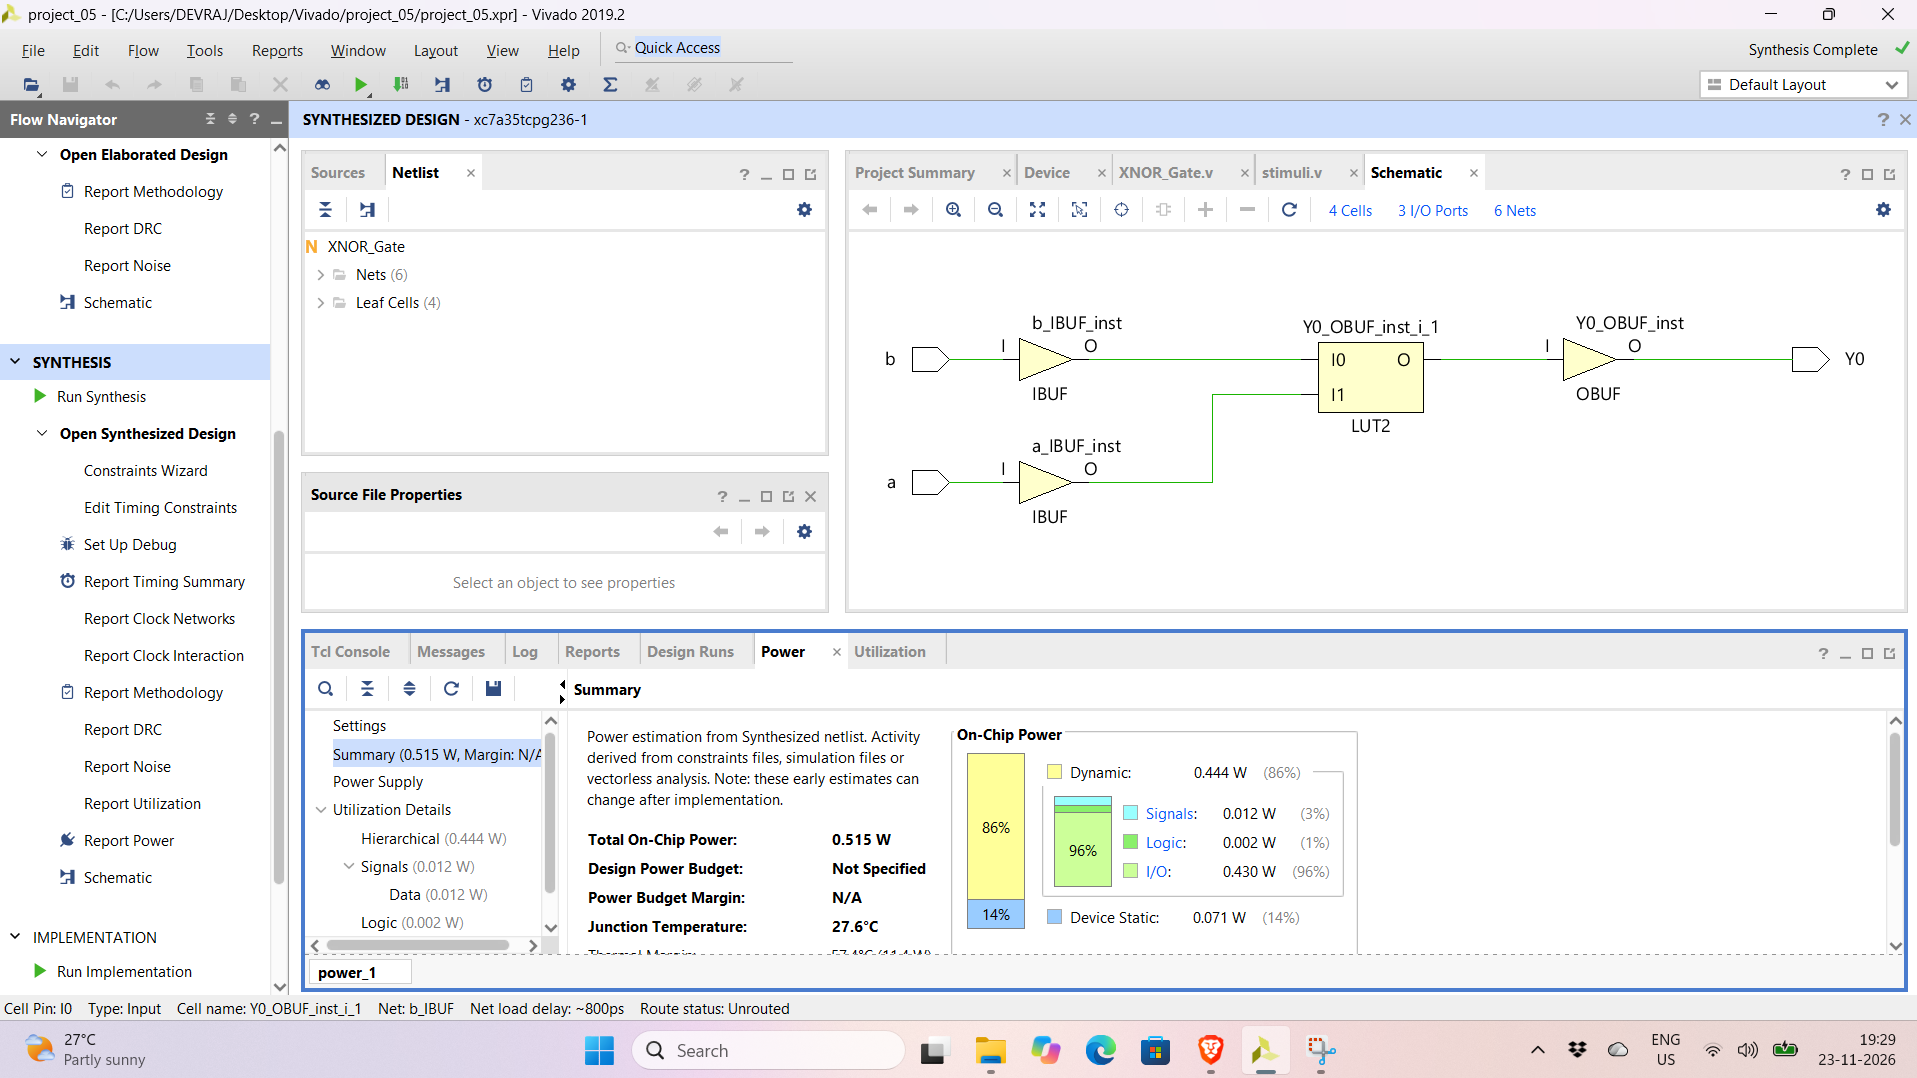 project_05 - [C:/Users/DEVRAJ/Desktop/Vivado/project_05/project_05.xpr] - Vivado 2019.2
File Edit Flow Tools Reports Window Layout View Help Quick Access
Synthesis Complete
Default Layout
Flow Navigator
SYNTHESIZED DESIGN - xc7a35tcpg236-1
Open Elaborated Design
Report Methodology
Report DRC
Report Noise
Schematic
SYNTHESIS
Run Synthesis
Open Synthesized Design
Constraints Wizard
Edit Timing Constraints
Set Up Debug
Report Timing Summary
Report Clock Networks
Report Clock Interaction
Report Methodology
Report DRC
Report Noise
Report Utilization
Report Power
Schematic
IMPLEMENTATION
Run Implementation
Sources Netlist
N XNOR_Gate
Nets (6)
Leaf Cells (4)
Source File Properties
Select an object to see properties
Project Summary Device XNOR_Gate.v stimuli.v Schematic
4 Cells 3 I/O Ports 6 Nets
b_IBUF_inst Y0_OBUF_inst_i_1 Y0_OBUF_inst
b I O I0 O I O Y0
IBUF I1 OBUF
LUT2
a_IBUF_inst
a I O
IBUF
Tcl Console Messages Log Reports Design Runs Power Utilization
Summary
Settings
Summary (0.515 W, Margin: N/A
Power Supply
Utilization Details
Hierarchical (0.444 W)
Signals (0.012 W)
Data (0.012 W)
Logic (0.002 W)
Power estimation from Synthesized netlist. Activity
derived from constraints files, simulation files or
vectorless analysis. Note: these early estimates can
change after implementation.
Total On-Chip Power: 0.515 W
Design Power Budget: Not Specified
Power Budget Margin: N/A
Junction Temperature: 27.6°C
Thermal Margin: 57.4°C (11.4 W)
On-Chip Power
86%
14%
96%
Dynamic: 0.444 W (86%)
Signals: 0.012 W (3%)
Logic: 0.002 W (1%)
I/O: 0.430 W (96%)
Device Static: 0.071 W (14%)
power_1
Cell Pin: I0 Type: Input Cell name: Y0_OBUF_inst_i_1 Net: b_IBUF Net load delay: ~800ps Route status: Unrouted
27°C
Partly sunny
Search
ENG
US
19:29
23-11-2026